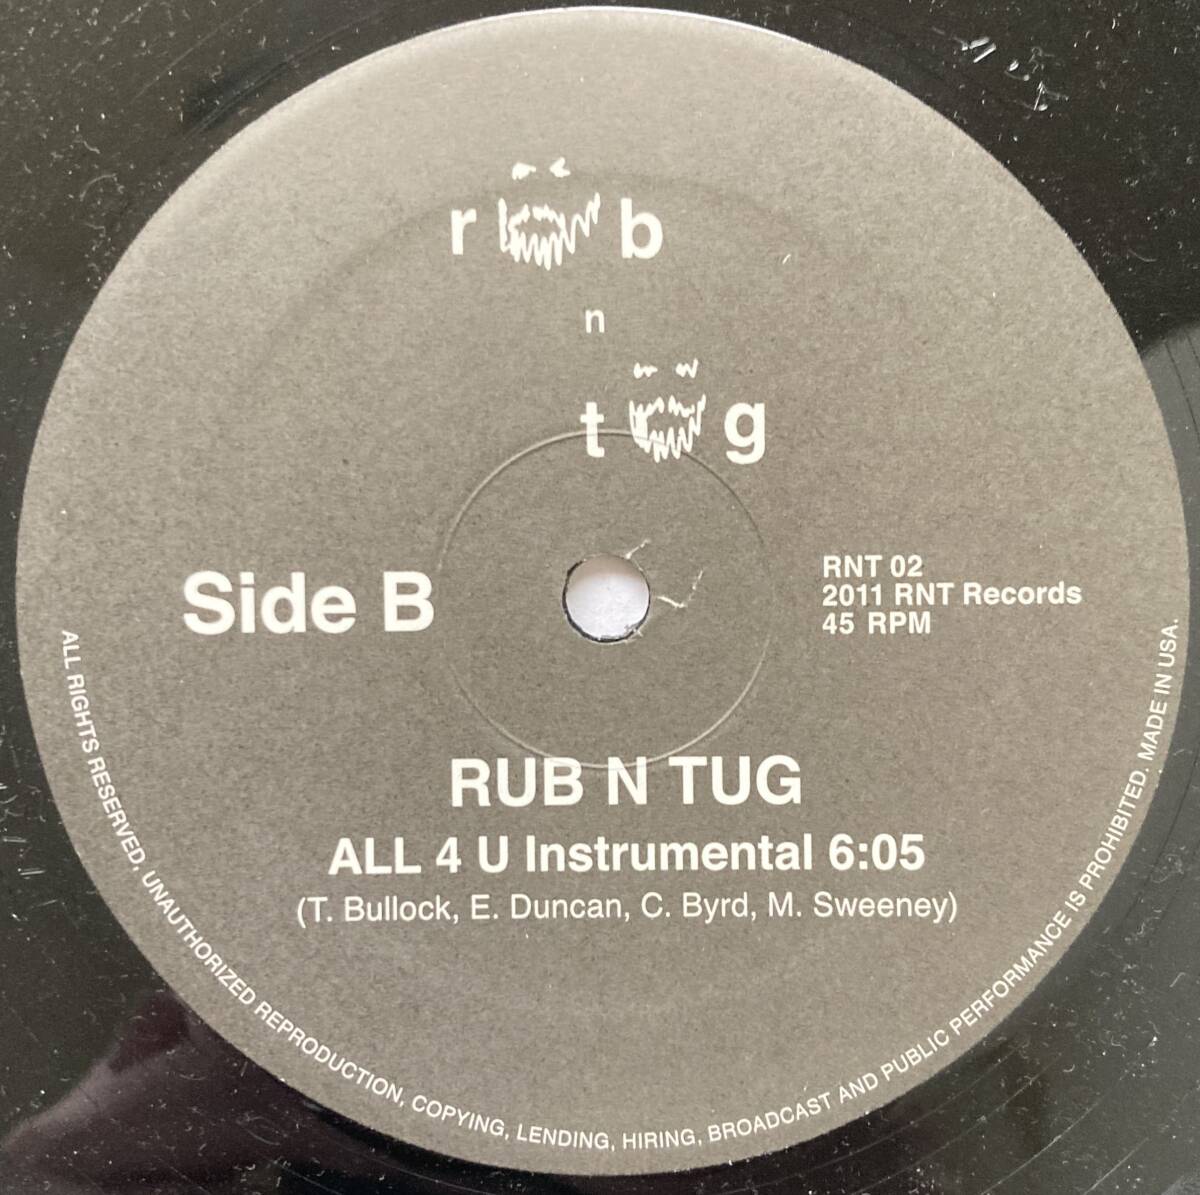 r u b
n
t u g
Side B
RNT 02
2011 RNT Records
45 RPM
RUB N TUG
ALL 4 U Instrumental 6:05
(T. Bullock, E. Duncan, C. Byrd, M. Sweeney)
ALL RIGHTS RESERVED. UNAUTHORIZED REPRODUCTION, COPYING, LENDING, HIRING, BROADCAST AND PUBLIC PERFORMANCE IS PROHIBITED. MADE IN USA.